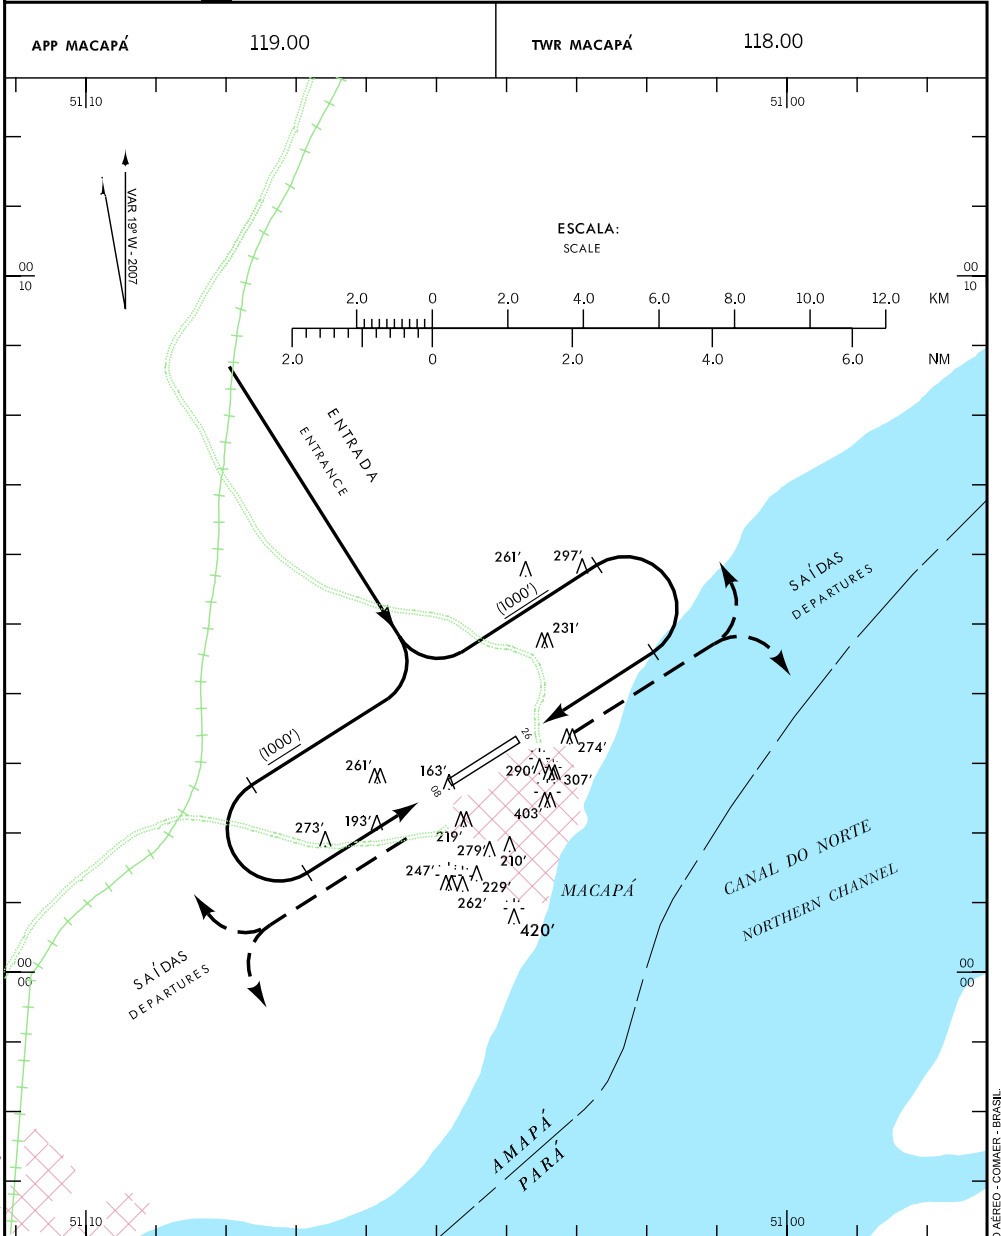 APP MACAPÁ 119.00 TWR MACAPÁ 118.00
51 10
51 00
VAR 19° W - 2007
ESCALA:
SCALE
00
10
00
10
2.0 0 2.0 4.0 6.0 8.0 10.0 12.0 KM
2.0 0 2.0 4.0 6.0 NM
ENTRADA
ENTRANCE
261'
297'
(1000')
231'
SAÍDAS
DEPARTURES
(1000')
26
274'
261'
163'
08
290'
307'
403'
273'
193'
219'
279'
210'
247'
229'
262'
420'
MACAPÁ
CANAL DO NORTE
NORTHERN CHANNEL
SAÍDAS
DEPARTURES
00
00
00
00
AMAPÁ
PARÁ
51 10
51 00
O AÉREO - COMAER - BRASIL.